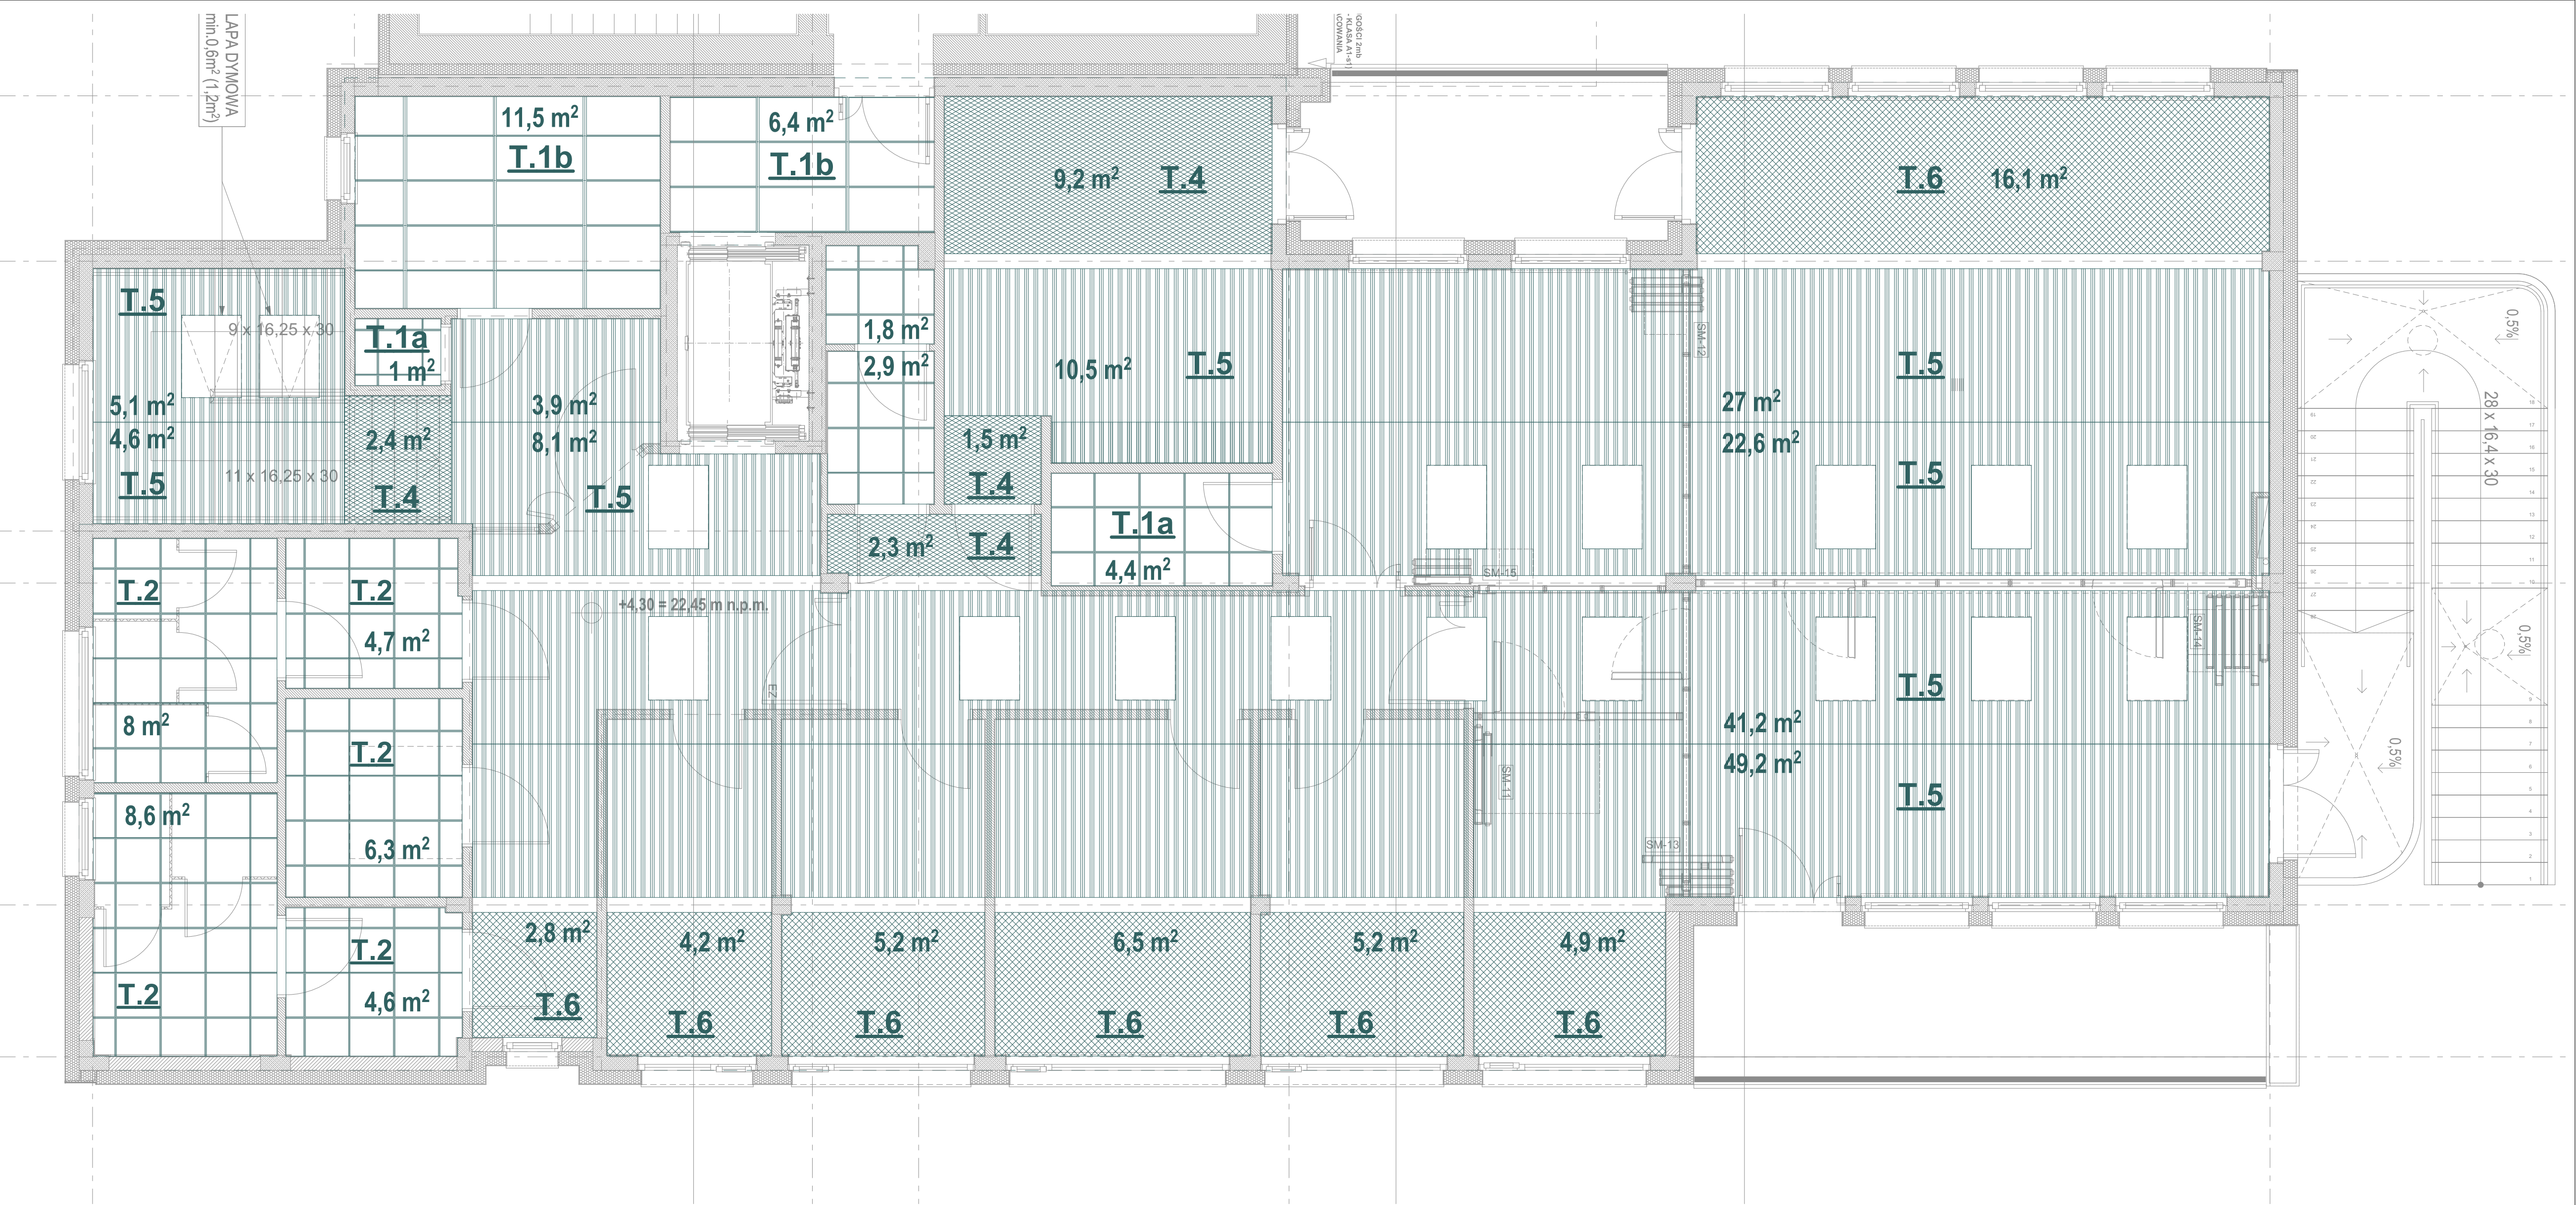 KLAPA DYMOWA
min.0,6m² (1,2m²)
GOŚCI 2mb
- KLASA A1-s1)
COWANIA
11,5 m²
T.1b
6,4 m²
T.1b
9,2 m² T.4
T.6 16,1 m²
T.5
9 x 16,25 x 30
5,1 m²
4,6 m²
T.5
11 x 16,25 x 30
T.1a
1 m²
2,4 m²
T.4
3,9 m²
8,1 m²
T.5
1,8 m²
2,9 m²
10,5 m² T.5
1,5 m²
T.4
2,3 m² T.4
T.1a
4,4 m²
SM-12
T.5
27 m²
22,6 m²
T.5
SM-15
0,5%
28 x 16,4 x 30
0,5%
0,5%
+4,30 = 22,45 m n.p.m.
T.2
8 m²
T.2
4,7 m²
T.2
6,3 m²
8,6 m²
T.2
T.2
4,6 m²
EZ
SM-11
SM-13
SM-14
T.5
41,2 m²
49,2 m²
T.5
2,8 m²
T.6
4,2 m²
T.6
5,2 m²
T.6
6,5 m²
T.6
5,2 m²
T.6
4,9 m²
T.6